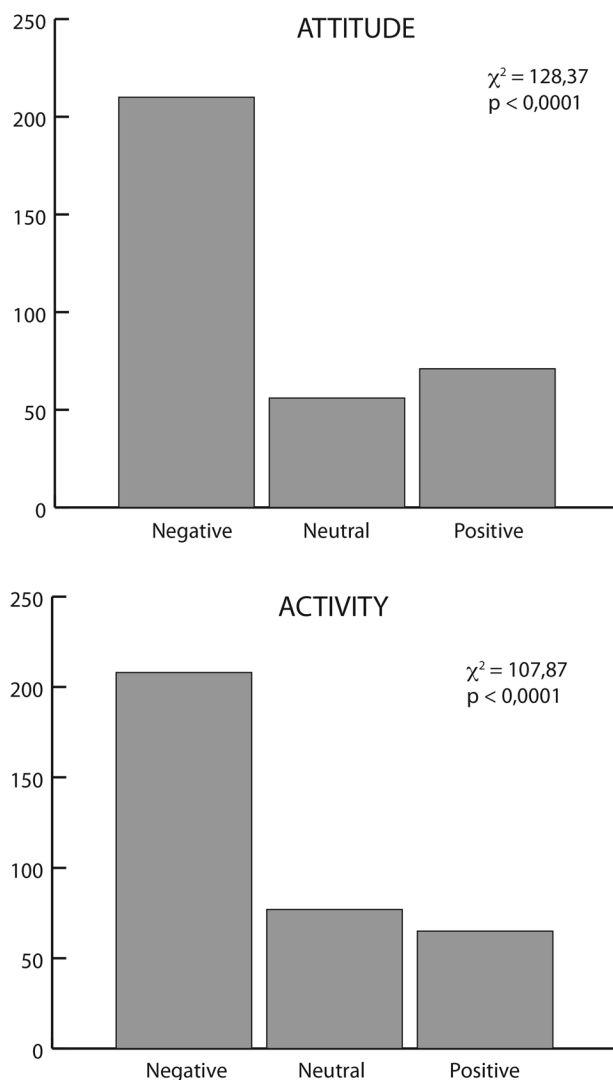 ATTITUDE
χ² = 128,37
p < 0,0001
250
200
150
100
50
0
Negative Neutral Positive
ACTIVITY
χ² = 107,87
p < 0,0001
250
200
150
100
50
0
Negative Neutral Positive